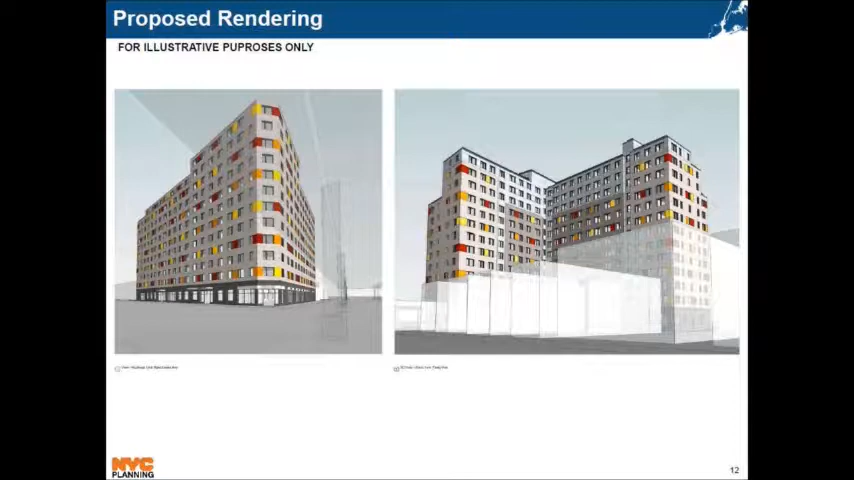 Proposed Rendering
FOR ILLUSTRATIVE PUPROSES ONLY
NYC
PLANNING
12